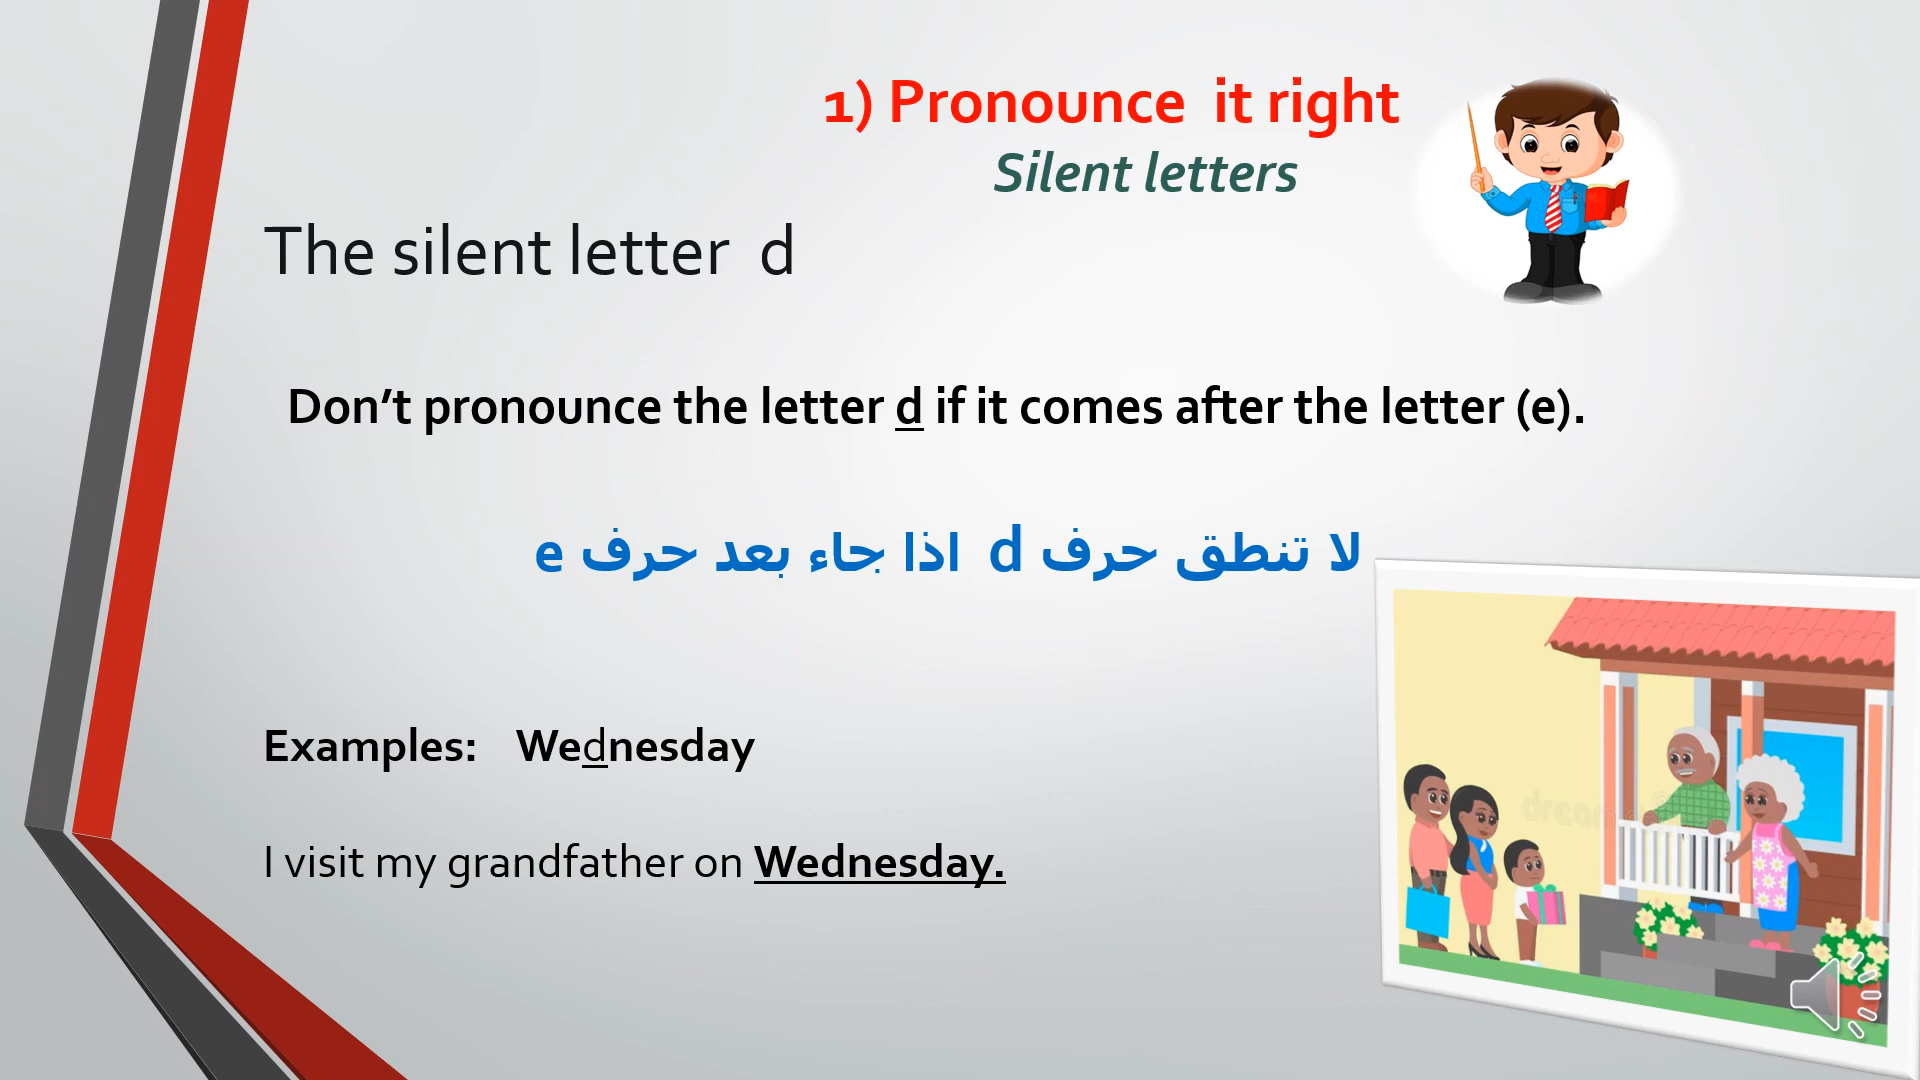 1) Pronounce it right
Silent letters
The silent letter d
Don’t pronounce the letter d if it comes after the letter (e).
لا تنطق حرف d اذا جاء بعد حرف e
Examples: Wednesday
I visit my grandfather on Wednesday.